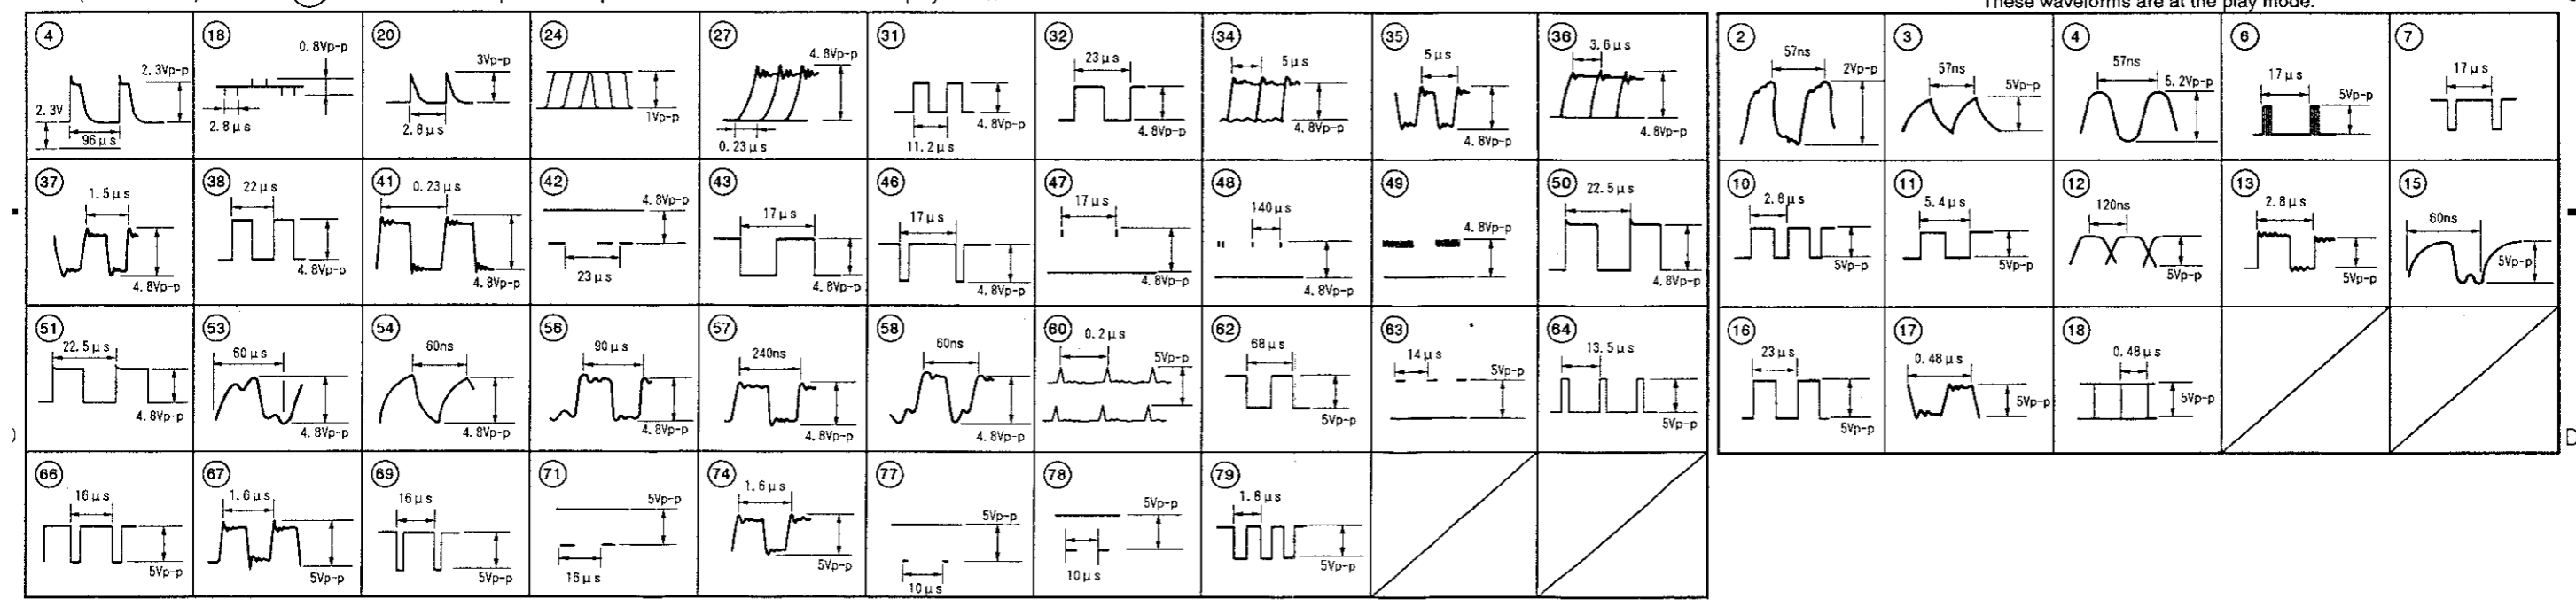 These waveforms are at the play mode.
4 2.3Vp-p 2.3V 96μs
18 0.8Vp-p 2.8μs
20 3Vp-p 2.8μs
24 1Vp-p
27 4.8Vp-p 0.23μs
31 4.8Vp-p 11.2μs
32 23μs 4.8Vp-p
34 5μs 4.8Vp-p
35 5μs 4.8Vp-p
36 3.6μs 4.8Vp-p
37 1.5μs 4.8Vp-p
38 22μs 4.8Vp-p
41 0.23μs 4.8Vp-p
42 4.8Vp-p 23μs
43 17μs 4.8Vp-p
46 17μs 4.8Vp-p
47 17μs 4.8Vp-p
48 140μs 4.8Vp-p
49 4.8Vp-p
50 22.5μs 4.8Vp-p
51 22.5μs 4.8Vp-p
53 60μs 4.8Vp-p
54 60ns 4.8Vp-p
56 90μs 4.8Vp-p
57 240ns 4.8Vp-p
58 60ns 4.8Vp-p
60 0.2μs 5Vp-p
62 68μs 5Vp-p
63 14μs 5Vp-p
64 13.5μs 5Vp-p
66 16μs 5Vp-p
67 1.6μs 5Vp-p
69 16μs 5Vp-p
71 5Vp-p 16μs
74 1.6μs 5Vp-p
77 5Vp-p 10μs
78 5Vp-p 10μs
79 1.8μs 5Vp-p
2 57ns 2Vp-p
3 57ns 5Vp-p
4 57ns 5.2Vp-p
6 17μs 5Vp-p
7 17μs
10 2.8μs 5Vp-p
11 5.4μs 5Vp-p
12 120ns 5Vp-p
13 2.8μs 5Vp-p
15 60ns 5Vp-p
16 23μs 5Vp-p
17 0.48μs 5Vp-p
18 0.48μs 5Vp-p